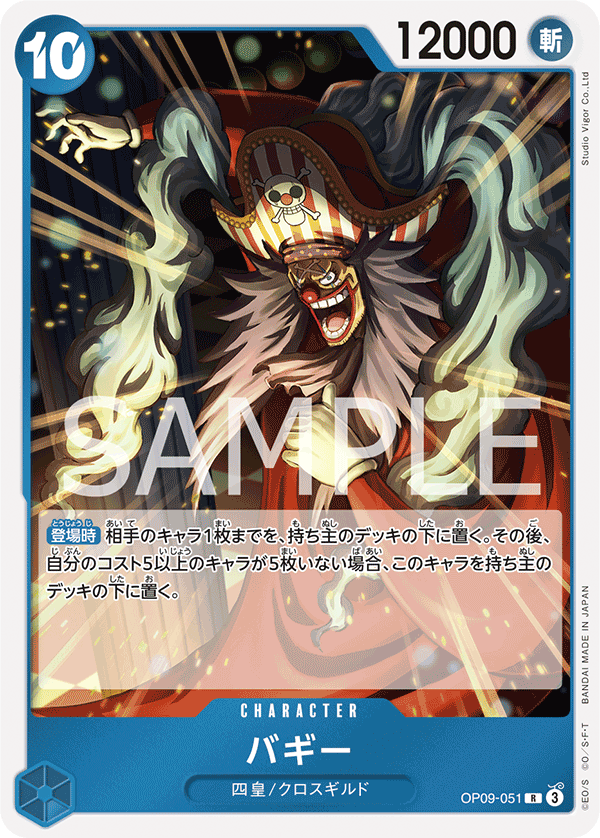 10
12000
斬
Studio Vigor Co.,Ltd
SAMPLE
登場時 相手のキャラ1枚までを、持ち主のデッキの下に置く。その後、
自分のコスト5以上のキャラが5枚いない場合、このキャラを持ち主の
デッキの下に置く。
CHARACTER
バギー
四皇/クロスギルド
OP09-051 R 3
©E.O/S ©O/S・F・T BANDAI MADE IN JAPAN